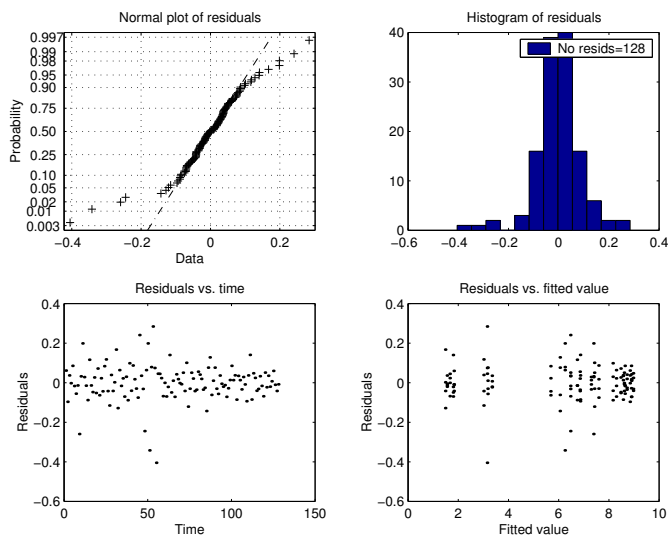 Normal plot of residuals
0.997
0.99
0.98
0.95
0.90
0.75
0.50
0.25
0.10
0.05
0.02
0.01
0.003
Probability
−0.4 −0.2 0 0.2
Data
Histogram of residuals
No resids=128
40
30
20
10
0
−0.6 −0.4 −0.2 0 0.2 0.4
Residuals vs. time
0.4
0.2
0
−0.2
−0.4
−0.6
Residuals
0 50 100 150
Time
Residuals vs. fitted value
0.4
0.2
0
−0.2
−0.4
−0.6
Residuals
0 2 4 6 8 10
Fitted value